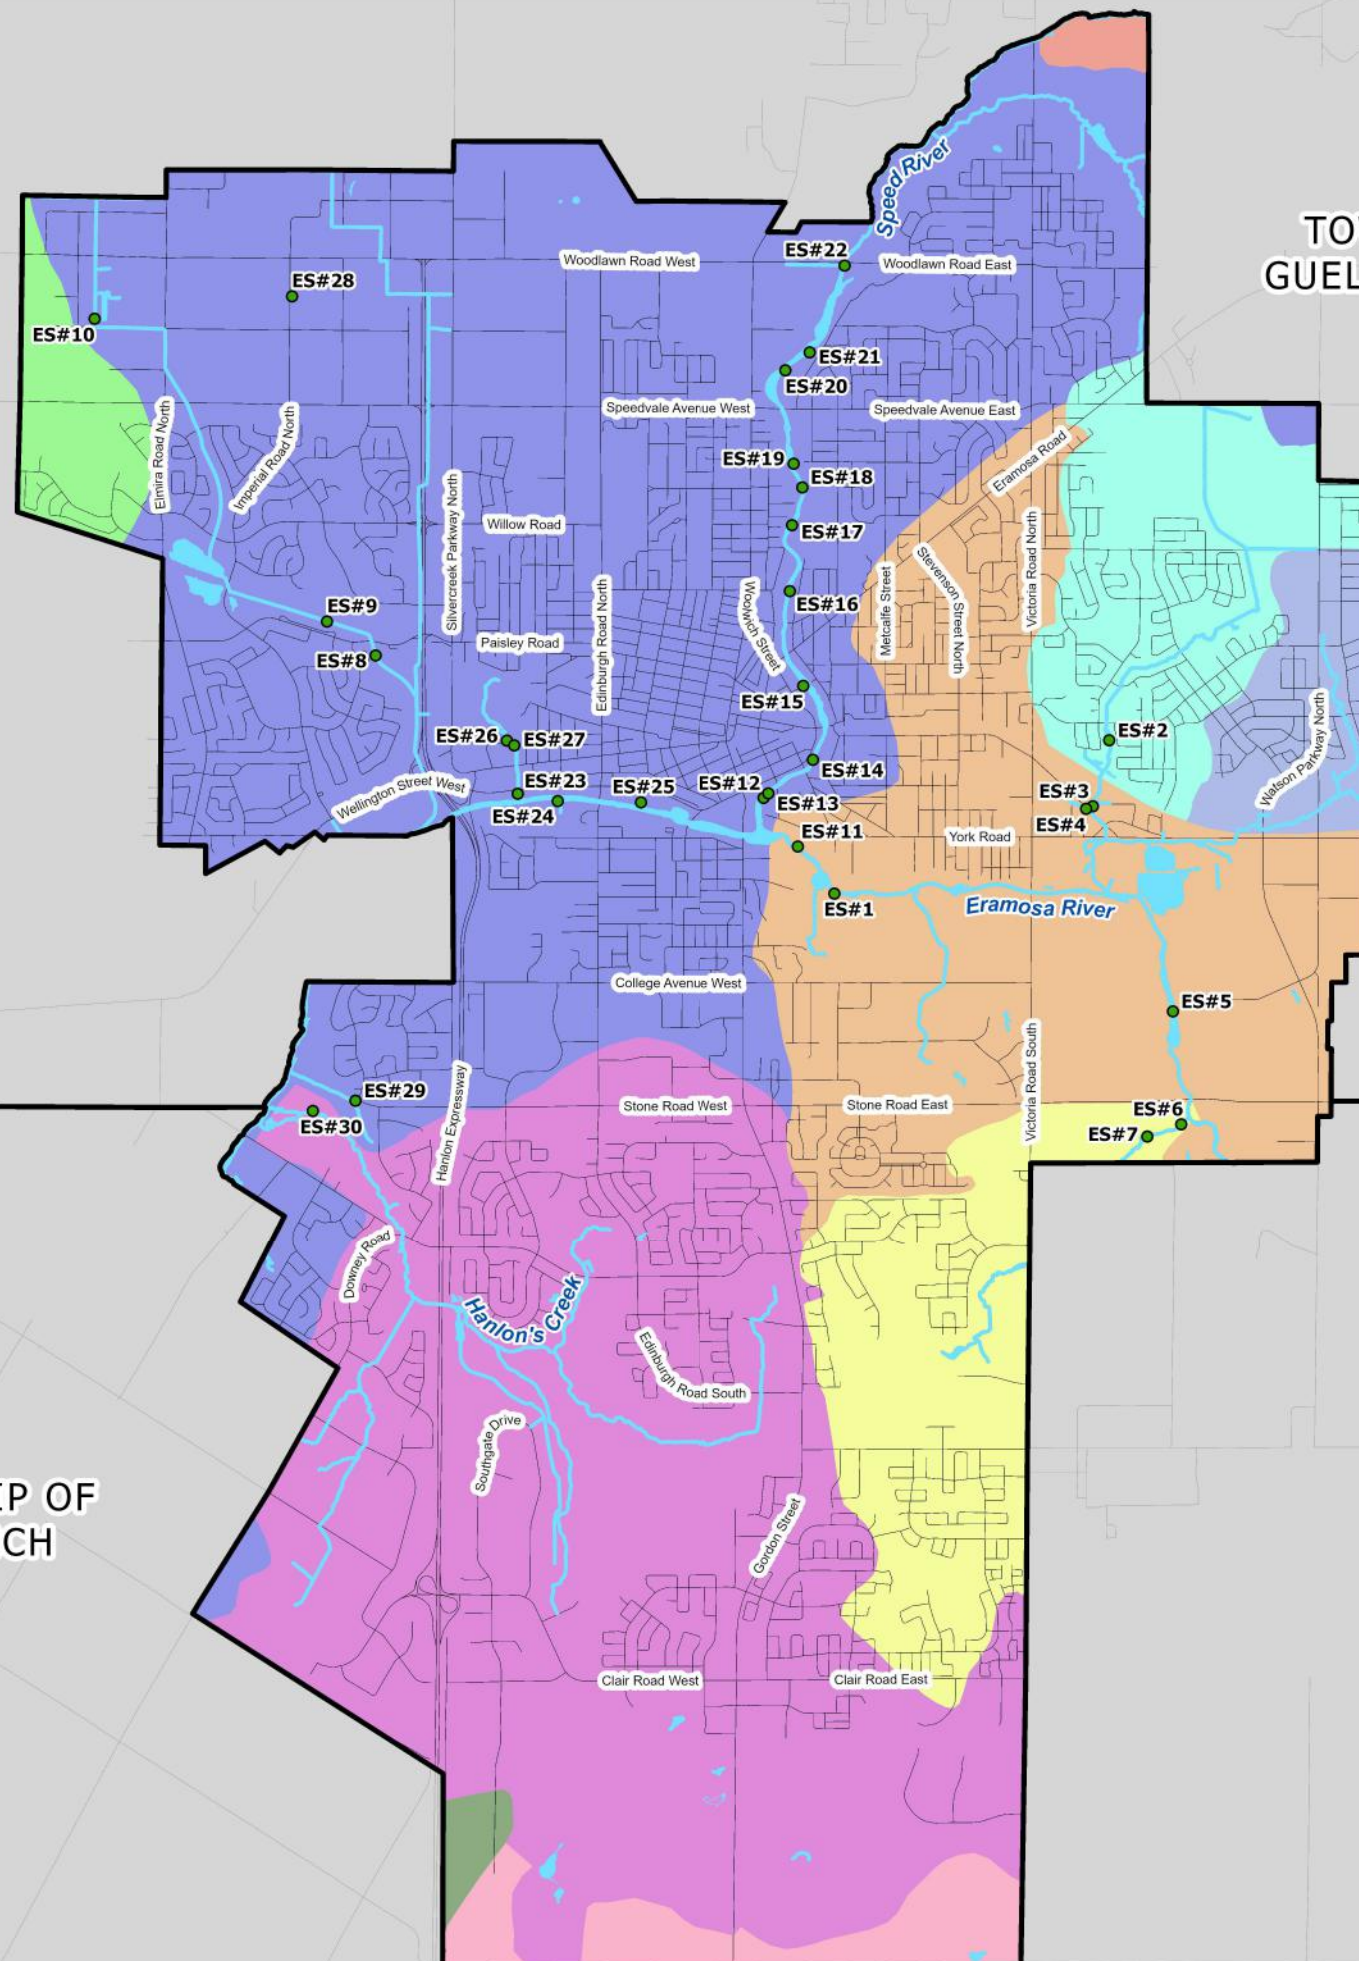 Speed River
TO
GUEL
ES#22
Woodlawn Road West
Woodlawn Road East
ES#28
ES#10
ES#21
ES#20
Speedvale Avenue West
Speedvale Avenue East
Elmira Road North
Imperial Road North
Eramosa Road
ES#19
ES#18
Silvercreek Parkway North
Willow Road
ES#17
Victoria Road North
Stevenson Street North
Metcalfe Street
ES#9
ES#16
Woolwich Street
Edinburgh Road North
Paisley Road
ES#8
ES#15
ES#26
ES#27
ES#2
Watson Parkway North
ES#14
Wellington Street West
ES#23
ES#25
ES#12
ES#13
ES#24
ES#3
ES#4
ES#11
York Road
ES#1
Eramosa River
College Avenue West
ES#5
Victoria Road South
ES#29
ES#30
Hanlon Expressway
Stone Road West
Stone Road East
ES#6
ES#7
Downey Road
Hanlon's Creek
Edinburgh Road South
Southgate Drive
IP OF
CH
Gordon Street
Clair Road West
Clair Road East